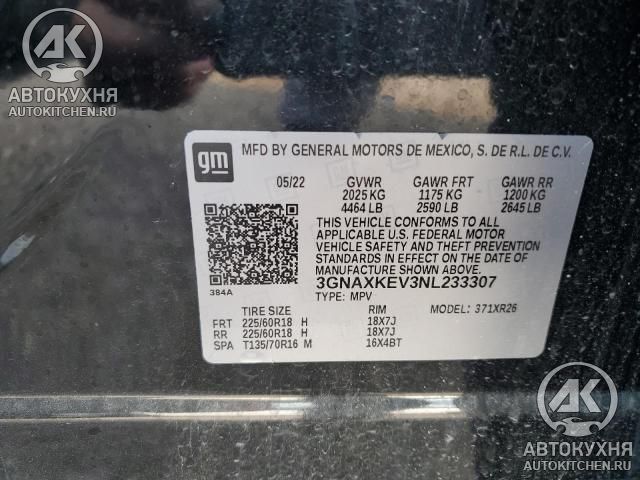 AK
АВТОКУХНЯ
AUTOKITCHEN.RU
gm
MFD BY GENERAL MOTORS DE MEXICO, S. DE R.L. DE C.V.
05/22 GVWR GAWR FRT GAWR RR
2025 KG 1175 KG 1200 KG
4464 LB 2590 LB 2645 LB
THIS VEHICLE CONFORMS TO ALL
APPLICABLE U.S. FEDERAL MOTOR
VEHICLE SAFETY AND THEFT PREVENTION
STANDARDS IN EFFECT ON THE DATE OF
MANUFACTURE SHOWN ABOVE.
3GNAXKEV3NL233307
384A TYPE: MPV
TIRE SIZE RIM MODEL: 371XR26
FRT 225/60R18 H 18X7J
RR 225/60R18 H 18X7J
SPA T135/70R16 M 16X4BT
AK
АВТОКУХНЯ
AUTOKITCHEN.RU